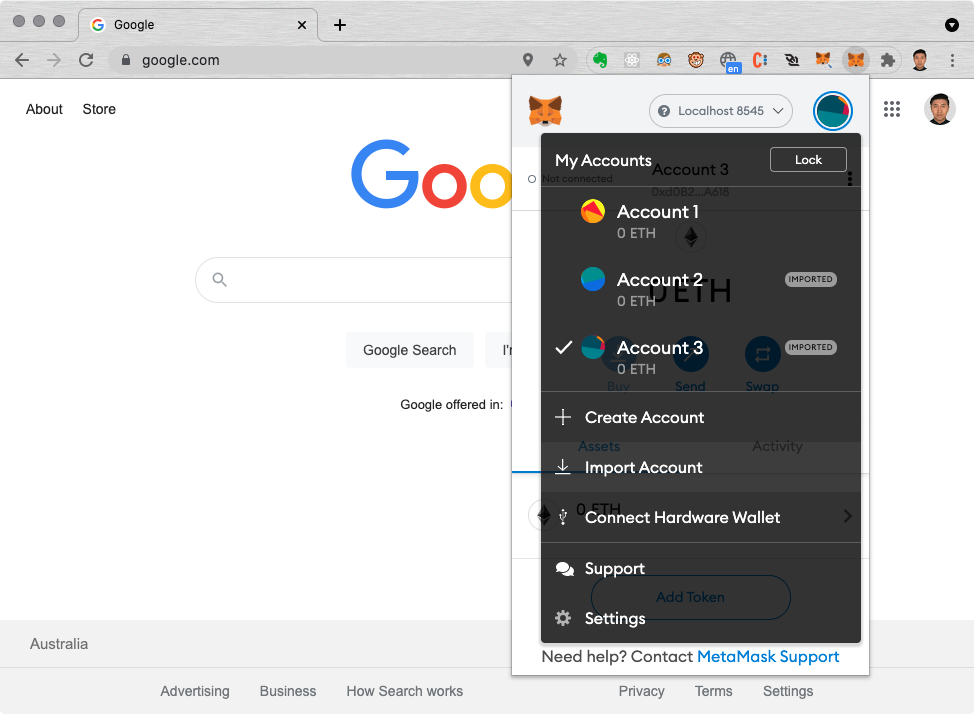 Google
google.com
en
About
Store
Localhost 8545
Goo
My Accounts
Lock
Not connected
Account 3
0xd0B2...A618
Account 1
0 ETH
Account 2
0 ETH
IMPORTED
0 ETH
Account 3
0 ETH
IMPORTED
Buy
Send
Swap
Google Search
I'r
Google offered in:
Create Account
Assets
Activity
Import Account
0 ETH
Connect Hardware Wallet
Support
Add Token
Settings
Need help? Contact MetaMask Support
Australia
Advertising
Business
How Search works
Privacy
Terms
Settings